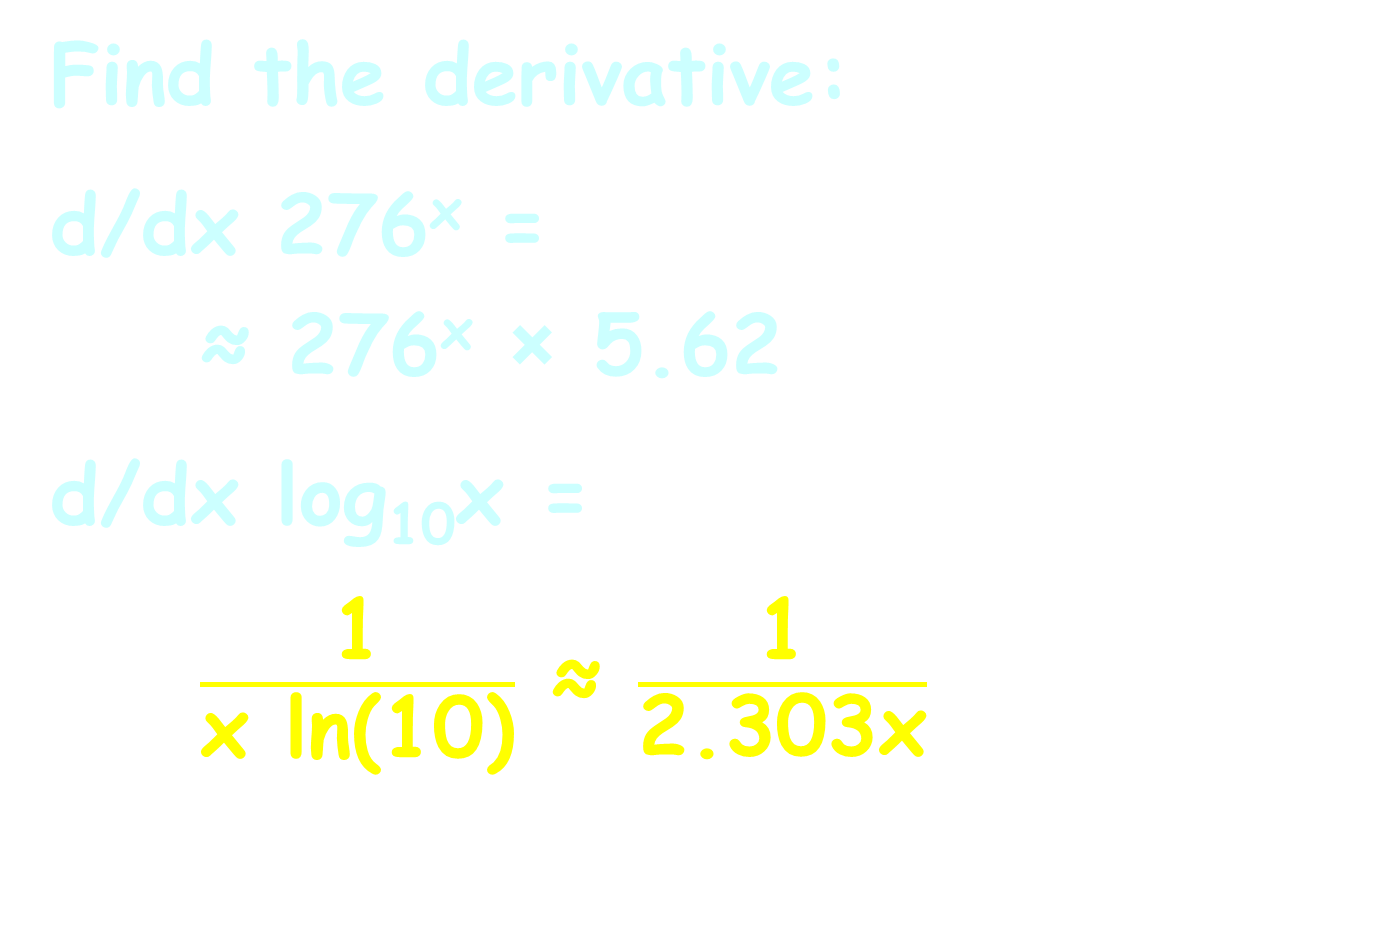 Find the derivative:
d/dx 276ˣ =
≈ 276ˣ × 5.62
d/dx log₁₀x =
1 1
≈
x ln(10) 2.303x